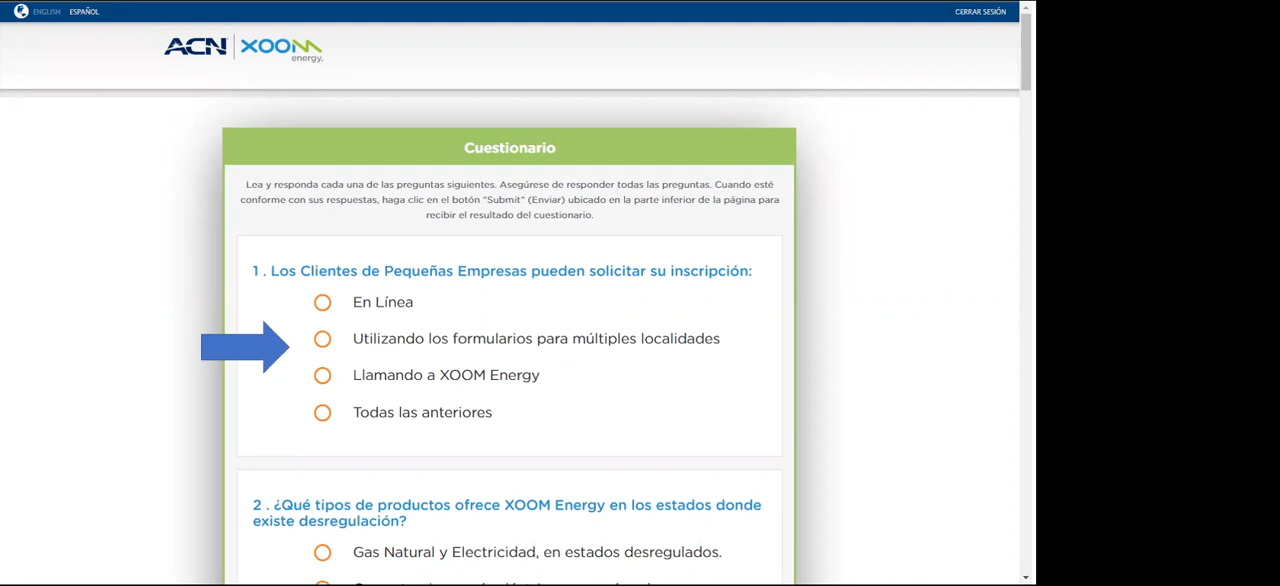 ENGLISH ESPAÑOL CERRAR SESIÓN
ACN XOOM
energy.
Cuestionario
Lea y responda cada una de las preguntas siguientes. Asegúrese de responder todas las preguntas. Cuando esté
conforme con sus respuestas, haga clic en el botón “Submit” (Enviar) ubicado en la parte inferior de la página para
recibir el resultado del cuestionario.
1 . Los Clientes de Pequeñas Empresas pueden solicitar su inscripción:
En Línea
Utilizando los formularios para múltiples localidades
Llamando a XOOM Energy
Todas las anteriores
2 . ¿Qué tipos de productos ofrece XOOM Energy en los estados donde
existe desregulación?
Gas Natural y Electricidad, en estados desregulados.